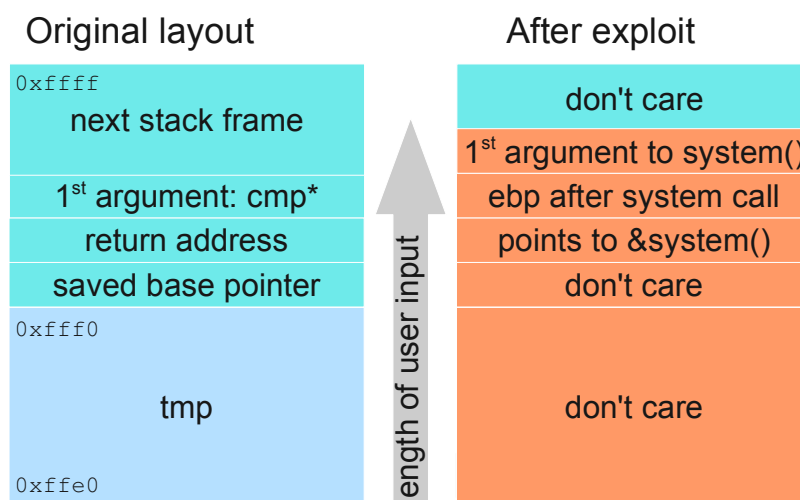 Original layout
After exploit
0xffff
next stack frame
1st argument: cmp*
return address
saved base pointer
0xfff0
tmp
0xffe0
ength of user input
don't care
1st argument to system()
ebp after system call
points to &system()
don't care
don't care